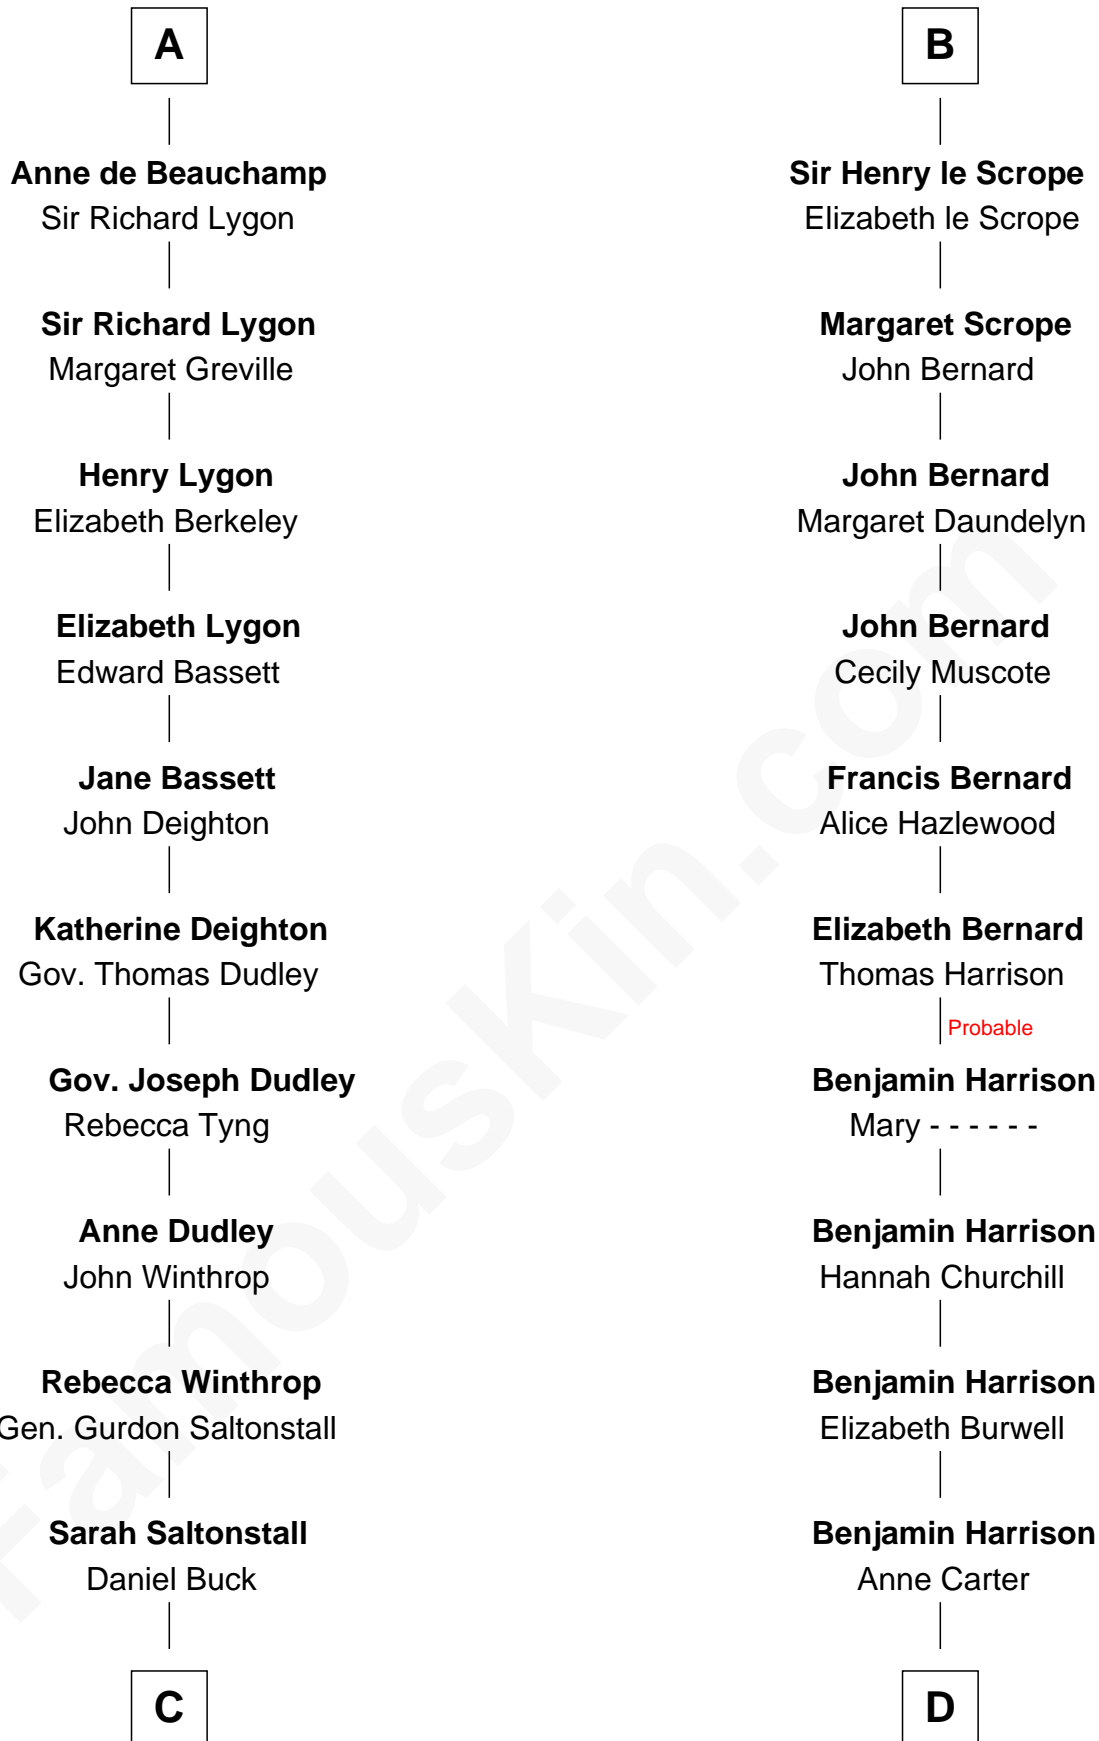 A
Anne de Beauchamp
Sir Richard Lygon
Sir Richard Lygon
Margaret Greville
Henry Lygon
Elizabeth Berkeley
Elizabeth Lygon
Edward Bassett
Jane Bassett
John Deighton
Katherine Deighton
Gov. Thomas Dudley
Gov. Joseph Dudley
Rebecca Tyng
Anne Dudley
John Winthrop
Rebecca Winthrop
Gen. Gurdon Saltonstall
Sarah Saltonstall
Daniel Buck
C
B
Sir Henry le Scrope
Elizabeth le Scrope
Margaret Scrope
John Bernard
John Bernard
Margaret Daundelyn
John Bernard
Cecily Muscote
Francis Bernard
Alice Hazlewood
Elizabeth Bernard
Thomas Harrison
Probable
Benjamin Harrison
Mary - - - - - -
Benjamin Harrison
Hannah Churchill
Benjamin Harrison
Elizabeth Burwell
Benjamin Harrison
Anne Carter
D
FamousKin.com